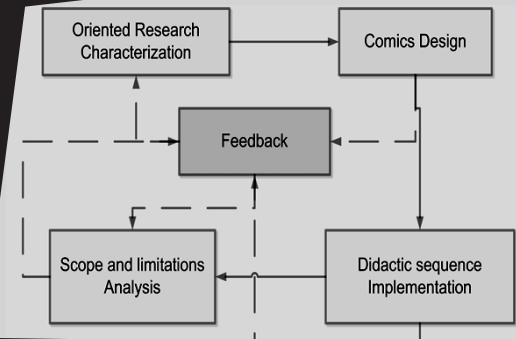 Oriented Research
Characterization
Comics Design
Feedback
Scope and limitations
Analysis
Didactic sequence
Implementation